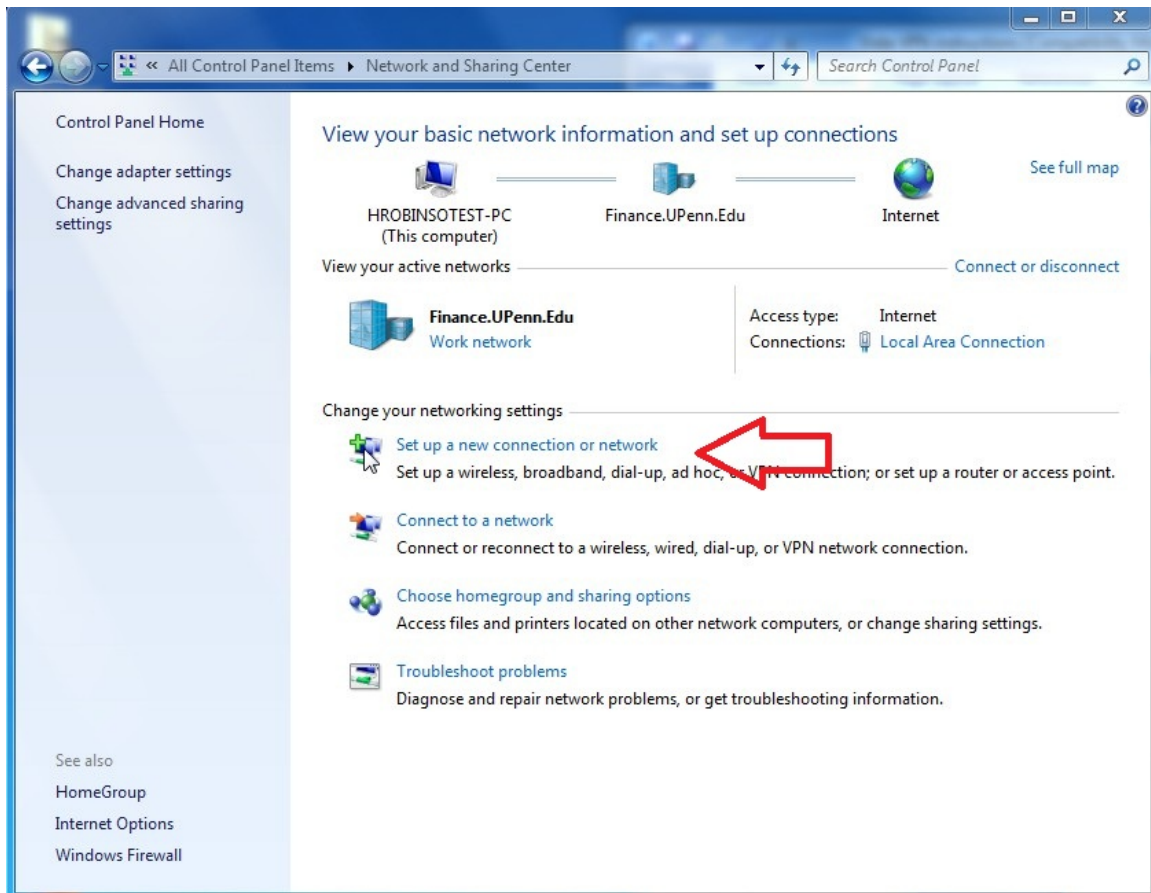 « All Control Panel Items ▸ Network and Sharing Center
Search Control Panel
Control Panel Home
Change adapter settings
Change advanced sharing
settings
See also
HomeGroup
Internet Options
Windows Firewall
View your basic network information and set up connections
See full map
HROBINSOTEST-PC
(This computer)
Finance.UPenn.Edu
Internet
View your active networks
Connect or disconnect
Finance.UPenn.Edu
Work network
Access type: Internet
Connections: Local Area Connection
Change your networking settings
Set up a new connection or network
Set up a wireless, broadband, dial-up, ad hoc, or VPN connection; or set up a router or access point.
Connect to a network
Connect or reconnect to a wireless, wired, dial-up, or VPN network connection.
Choose homegroup and sharing options
Access files and printers located on other network computers, or change sharing settings.
Troubleshoot problems
Diagnose and repair network problems, or get troubleshooting information.